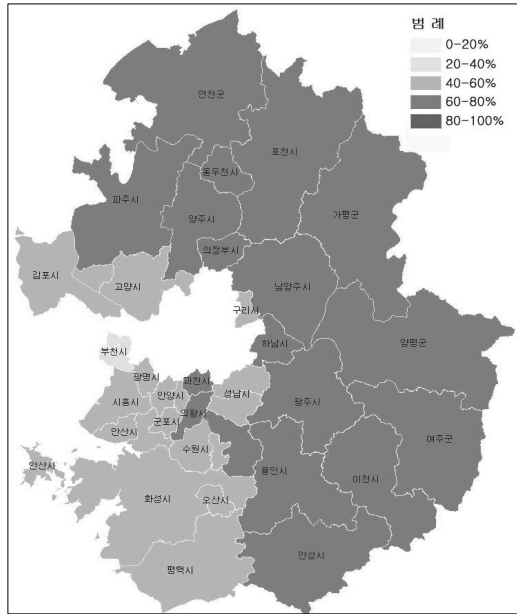 범 례
0-20%
20-40%
40-60%
60-80%
80-100%
연천군
포천시
동두천시
파주시
양주시
가평군
의정부시
김포시
고양시
남양주시
구리시
하남시
양평군
부천시
광명시
과천시
시흥시
안양시
성남시
의왕시
광주시
안산시
군포시
여주군
수원시
안산시
용인시
이천시
화성시
오산시
안성시
평택시